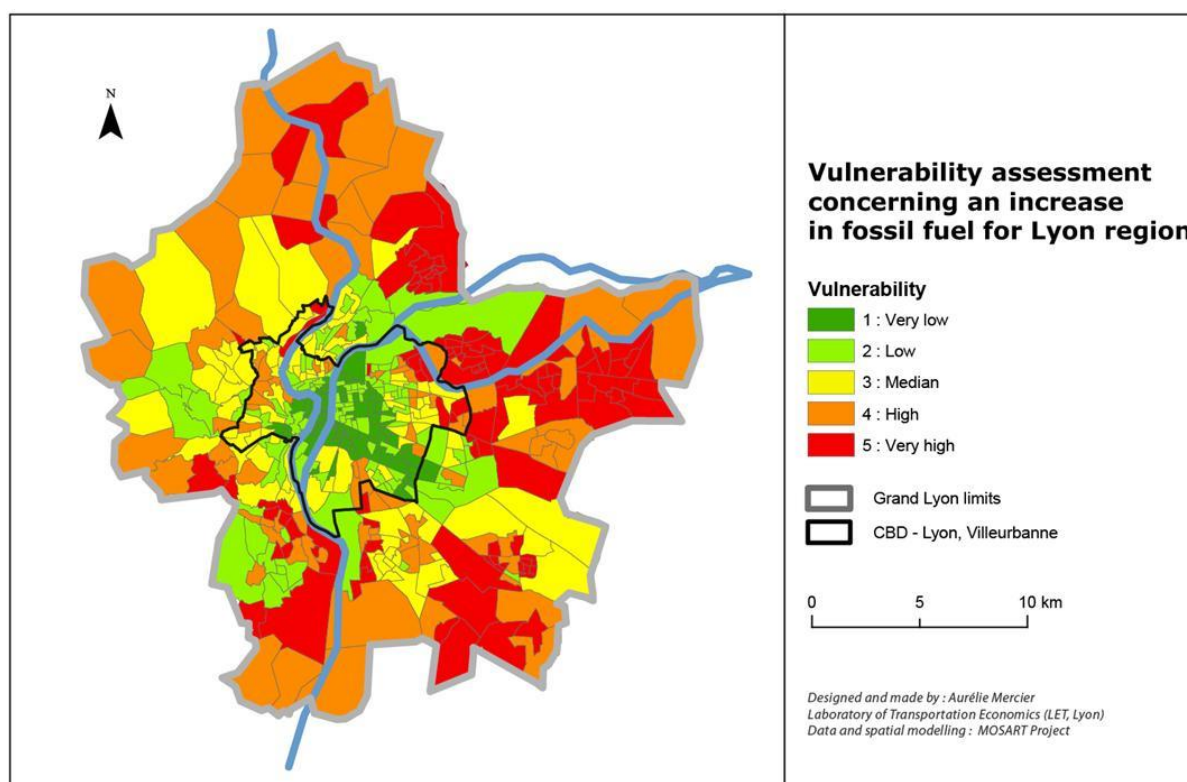 N
Vulnerability assessment
concerning an increase
in fossil fuel for Lyon region
Vulnerability
1 : Very low
2 : Low
3 : Median
4 : High
5 : Very high
Grand Lyon limits
CBD - Lyon, Villeurbanne
0 5 10 km
Designed and made by : Aurélie Mercier
Laboratory of Transportation Economics (LET, Lyon)
Data and spatial modelling : MOSART Project